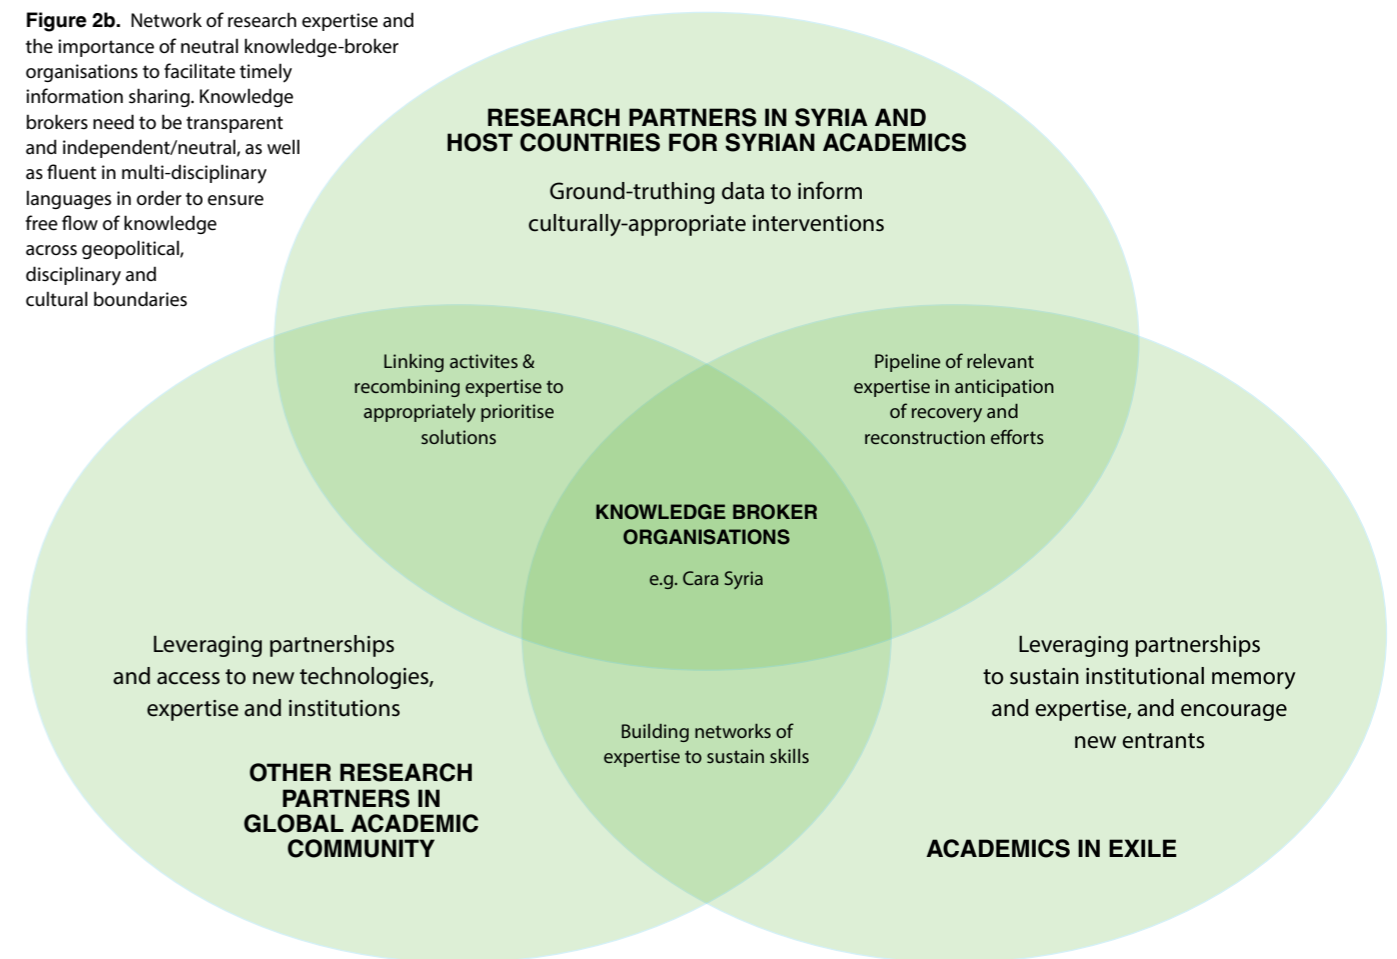 Figure 2b. Network of research expertise and
the importance of neutral knowledge-broker
organisations to facilitate timely
information sharing. Knowledge
brokers need to be transparent
and independent/neutral, as well
as fluent in multi-disciplinary
languages in order to ensure
free flow of knowledge
across geopolitical,
disciplinary and
cultural boundaries
RESEARCH PARTNERS IN SYRIA AND
HOST COUNTRIES FOR SYRIAN ACADEMICS
Ground-truthing data to inform
culturally-appropriate interventions
Linking activites &
recombining expertise to
appropriately prioritise
solutions
Pipeline of relevant
expertise in anticipation
of recovery and
reconstruction efforts
KNOWLEDGE BROKER
ORGANISATIONS
e.g. Cara Syria
Leveraging partnerships
and access to new technologies,
expertise and institutions
OTHER RESEARCH
PARTNERS IN
GLOBAL ACADEMIC
COMMUNITY
Building networks of
expertise to sustain skills
Leveraging partnerships
to sustain institutional memory
and expertise, and encourage
new entrants
ACADEMICS IN EXILE